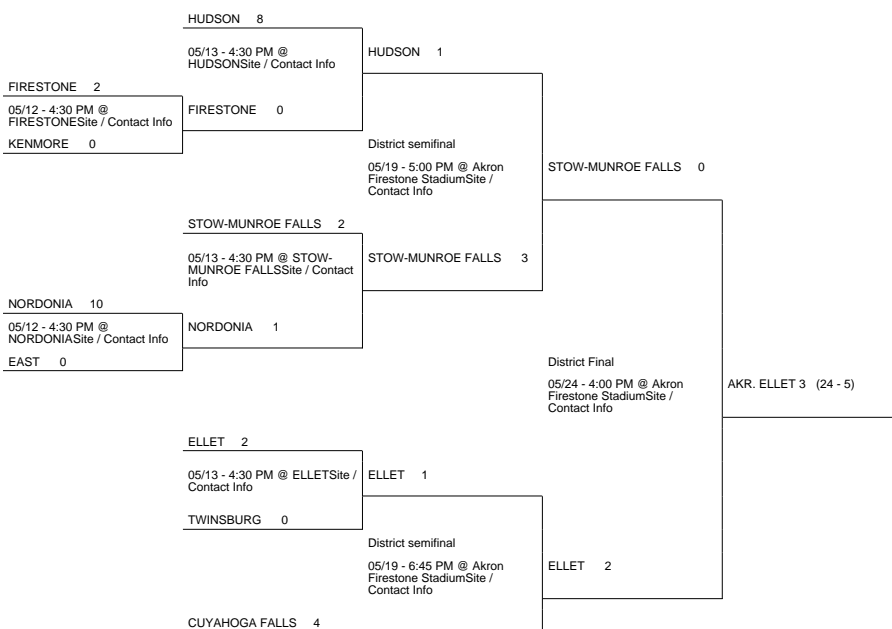 HUDSON 8
05/13 - 4:30 PM @
HUDSONSite / Contact Info
HUDSON 1
FIRESTONE 2
05/12 - 4:30 PM @
FIRESTONESite / Contact Info
FIRESTONE 0
KENMORE 0
District semifinal
05/19 - 5:00 PM @ Akron
Firestone StadiumSite /
Contact Info
STOW-MUNROE FALLS 0
STOW-MUNROE FALLS 2
05/13 - 4:30 PM @ STOW-
MUNROE FALLSSite / Contact
Info
STOW-MUNROE FALLS 3
NORDONIA 10
05/12 - 4:30 PM @
NORDONIASite / Contact Info
NORDONIA 1
EAST 0
District Final
05/24 - 4:00 PM @ Akron
Firestone StadiumSite /
Contact Info
AKR. ELLET 3 (24 - 5)
ELLET 2
05/13 - 4:30 PM @ ELLETSite /
Contact Info
ELLET 1
TWINSBURG 0
District semifinal
05/19 - 6:45 PM @ Akron
Firestone StadiumSite /
Contact Info
ELLET 2
CUYAHOGA FALLS 4